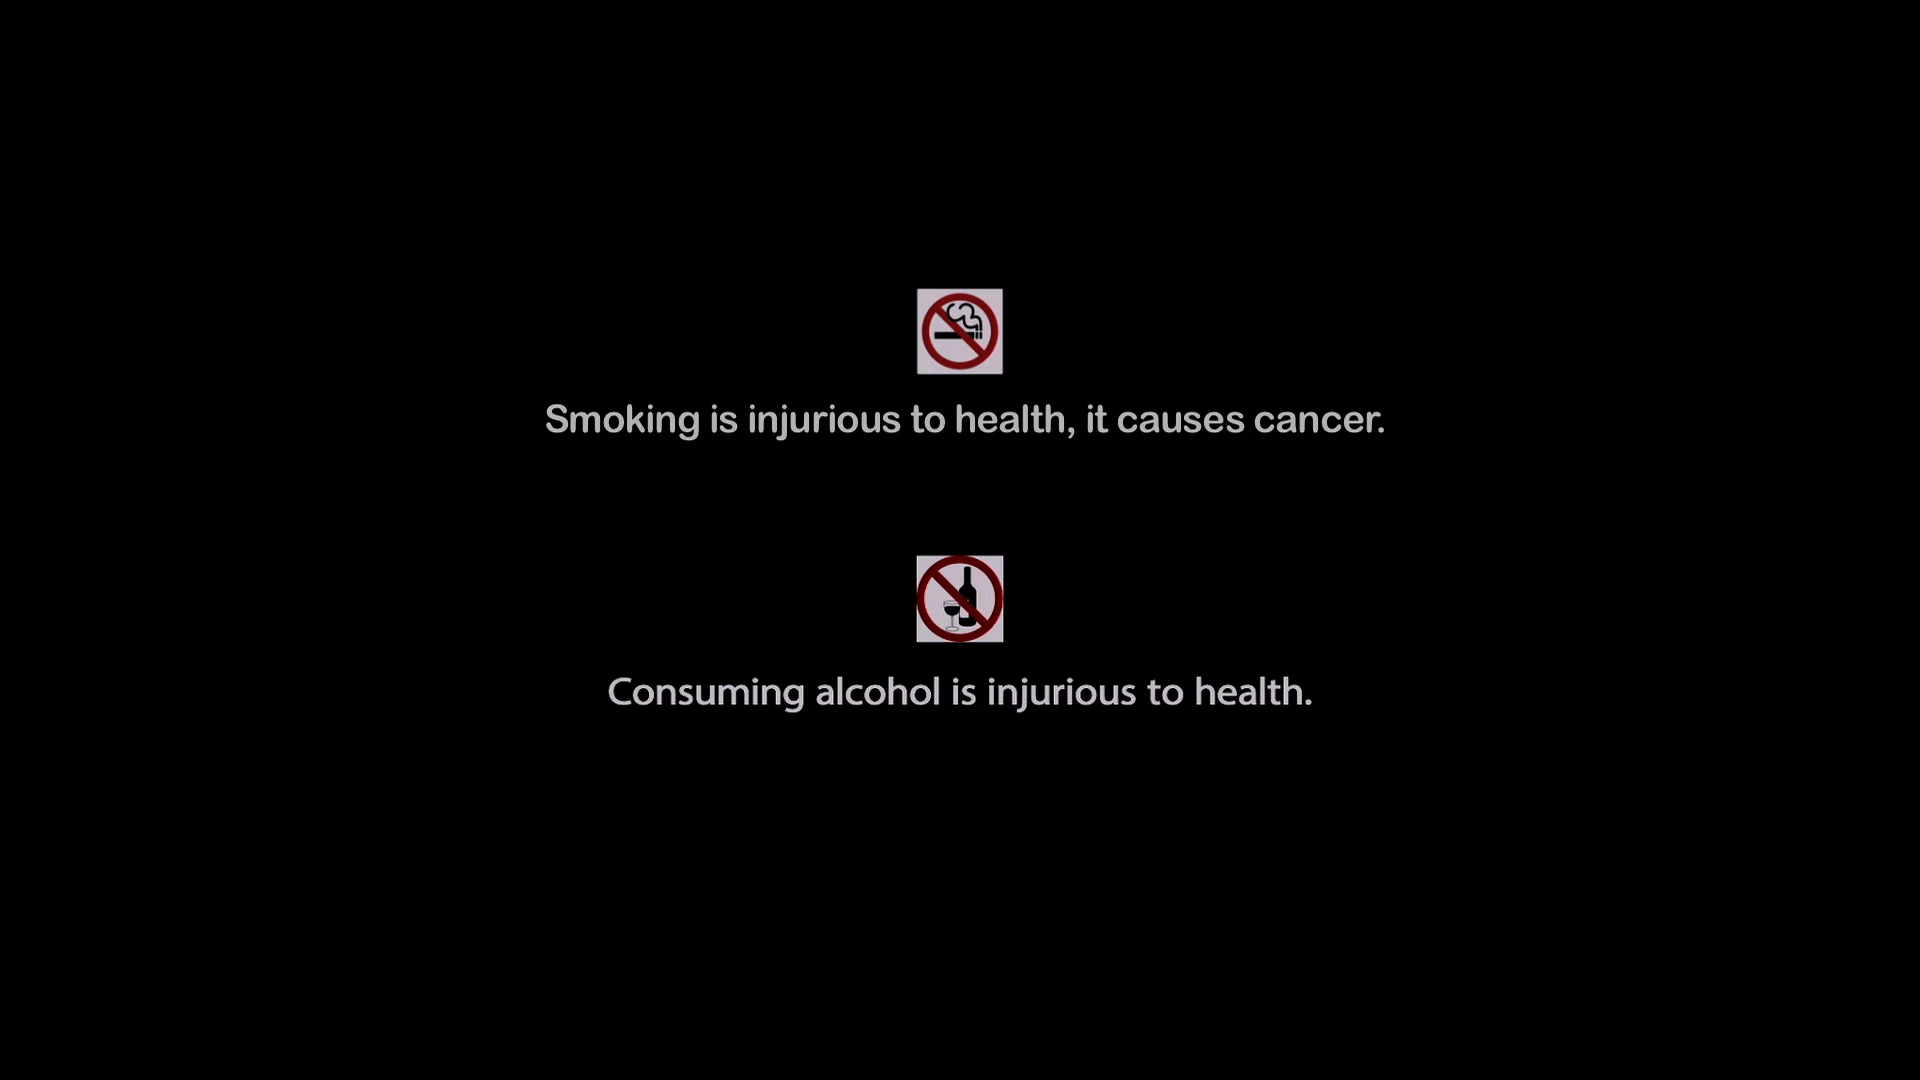 Smoking is injurious to health, it causes cancer.
Consuming alcohol is injurious to health.